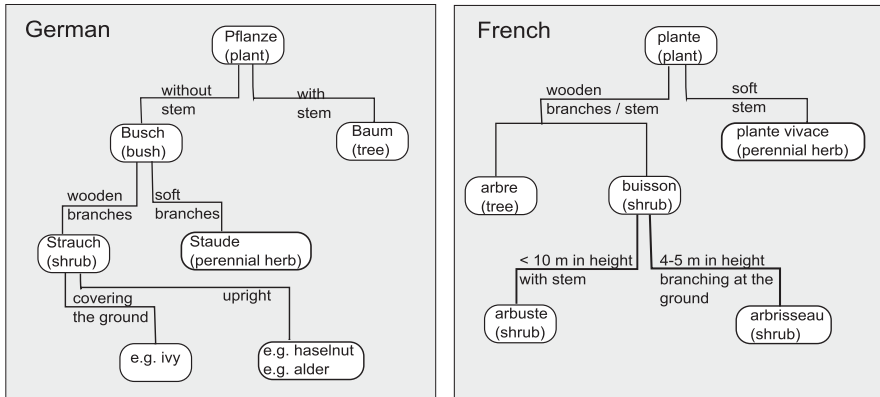 German
Pflanze
(plant)
without
stem
with
stem
Busch
(bush)
Baum
(tree)
wooden
branches
soft
branches
Strauch
(shrub)
Staude
(perennial herb)
covering
the ground
upright
e.g. ivy
e.g. haselnut
e.g. alder
French
plante
(plant)
wooden
branches / stem
soft
stem
plante vivace
(perennial herb)
arbre
(tree)
buisson
(shrub)
< 10 m in height
with stem
4-5 m in height
branching at the
ground
arbuste
(shrub)
arbrisseau
(shrub)